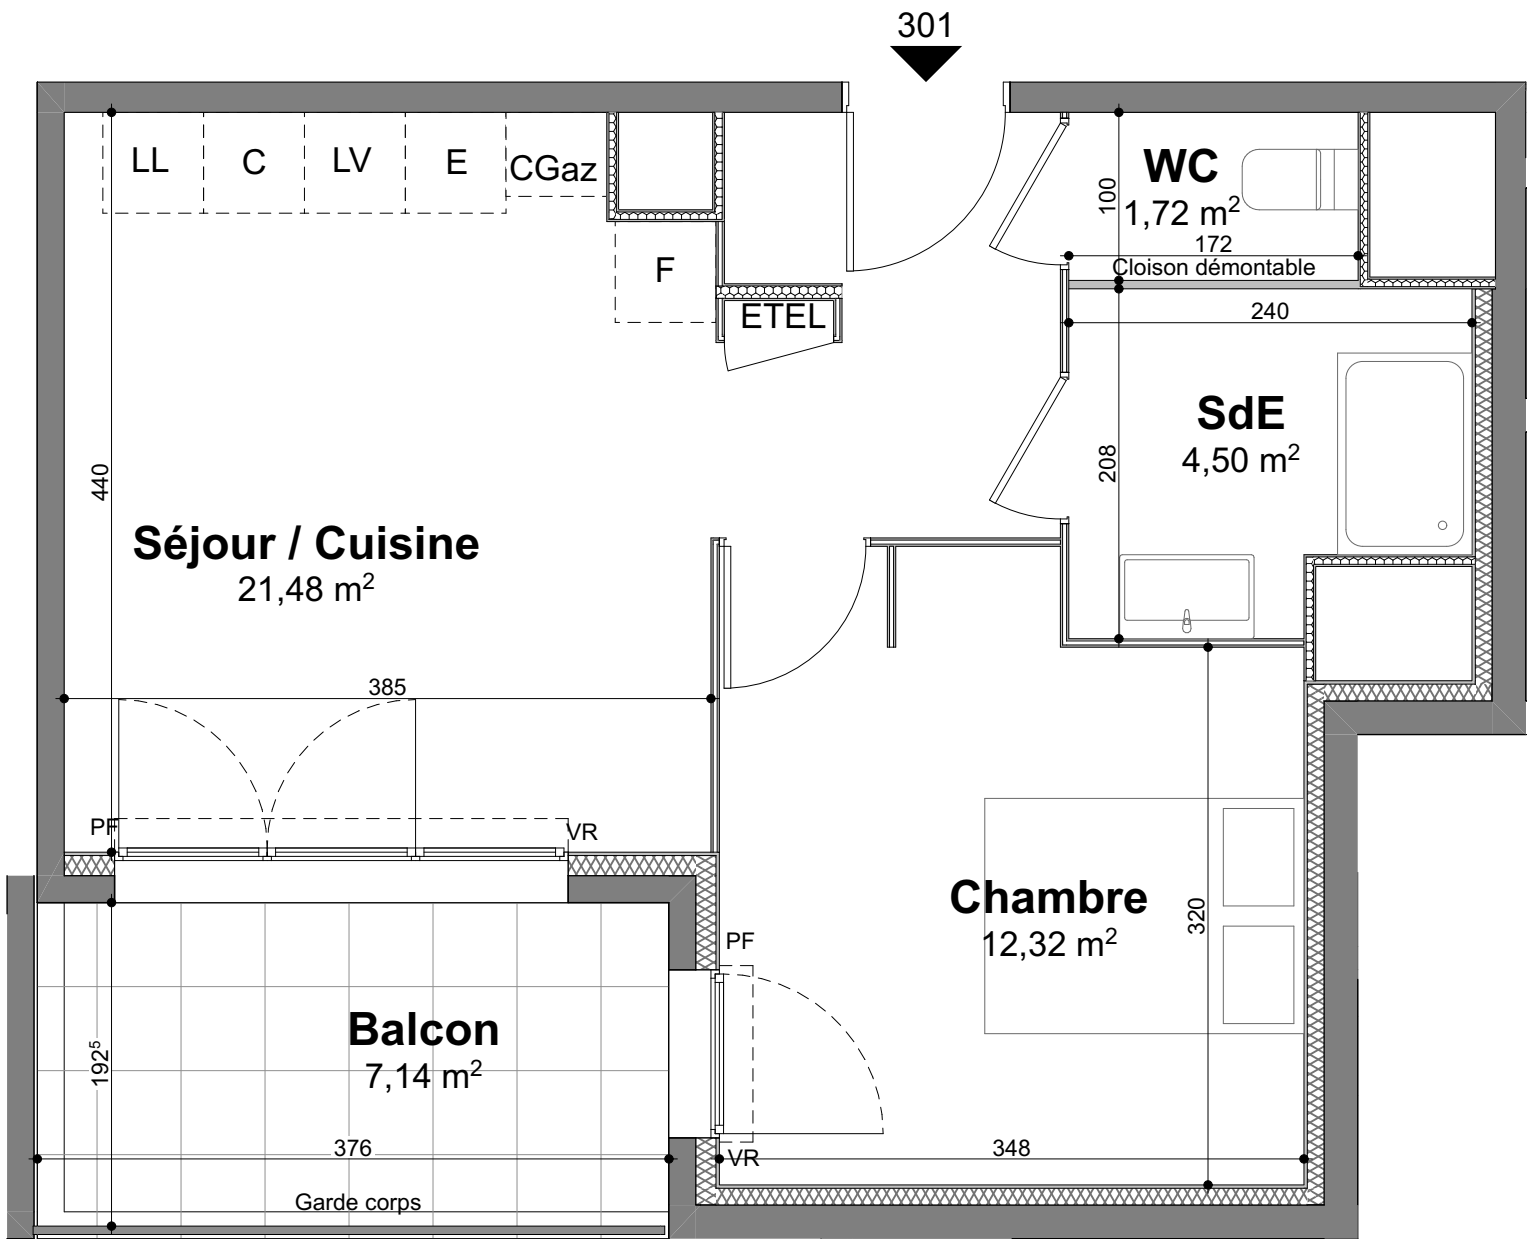 301
LL
C
LV
E
CGaz
F
ETEL
WC
1,72 m²
100
172
Cloison démontable
240
SdE
4,50 m²
208
440
Séjour / Cuisine
21,48 m²
385
PF
VR
Chambre
12,32 m²
320
PF
VR
348
Balcon
7,14 m²
192⁵
376
Garde corps